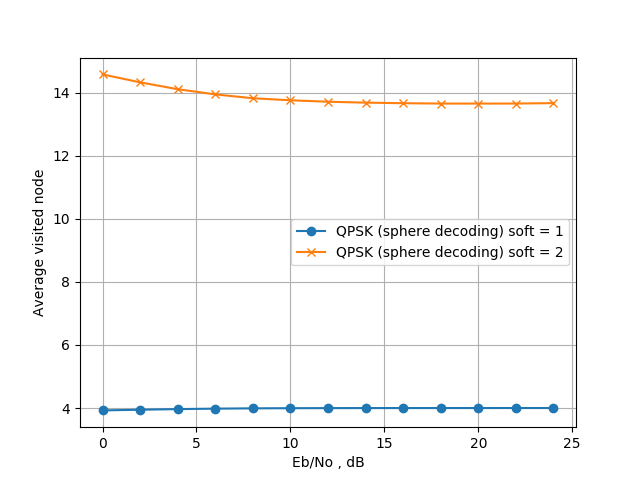 14
12
10
8
6
4
Average visited node
QPSK (sphere decoding) soft = 1
QPSK (sphere decoding) soft = 2
0 5 10 15 20 25
Eb/No , dB